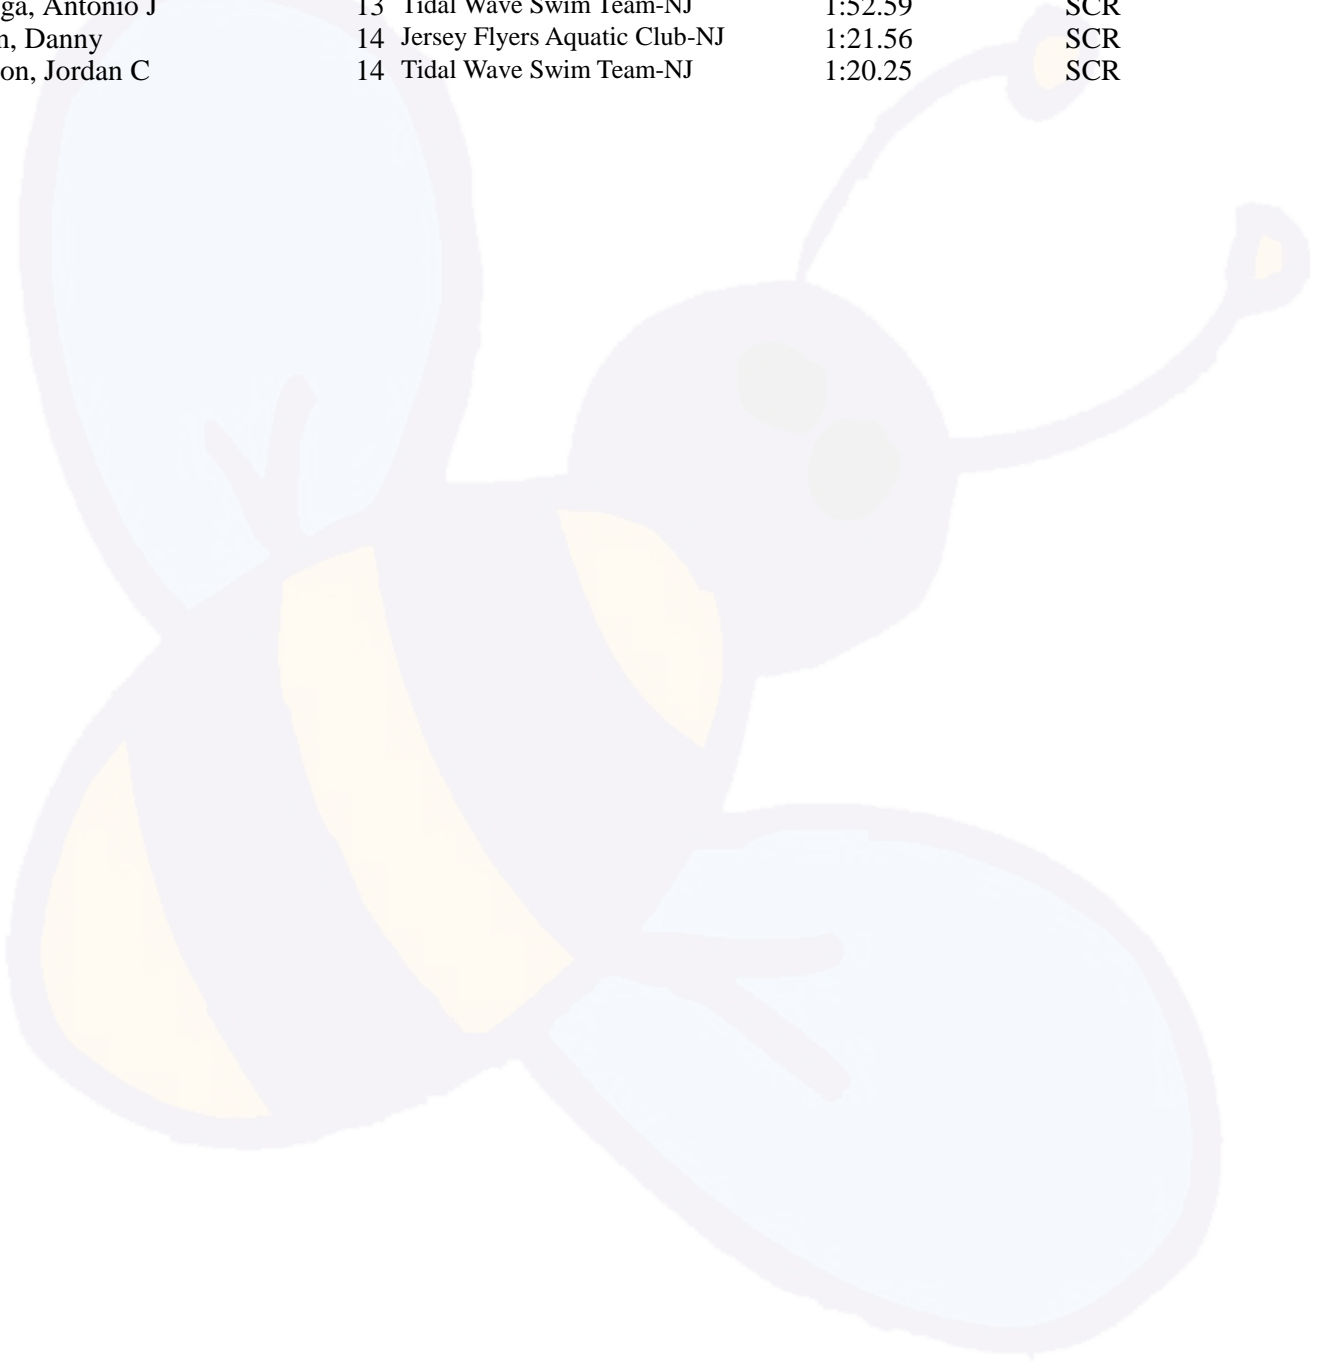 ga, Antonio J 13 Tidal Wave Swim Team-NJ 1:52.59 SCR
n, Danny 14 Jersey Flyers Aquatic Club-NJ 1:21.56 SCR
on, Jordan C 14 Tidal Wave Swim Team-NJ 1:20.25 SCR